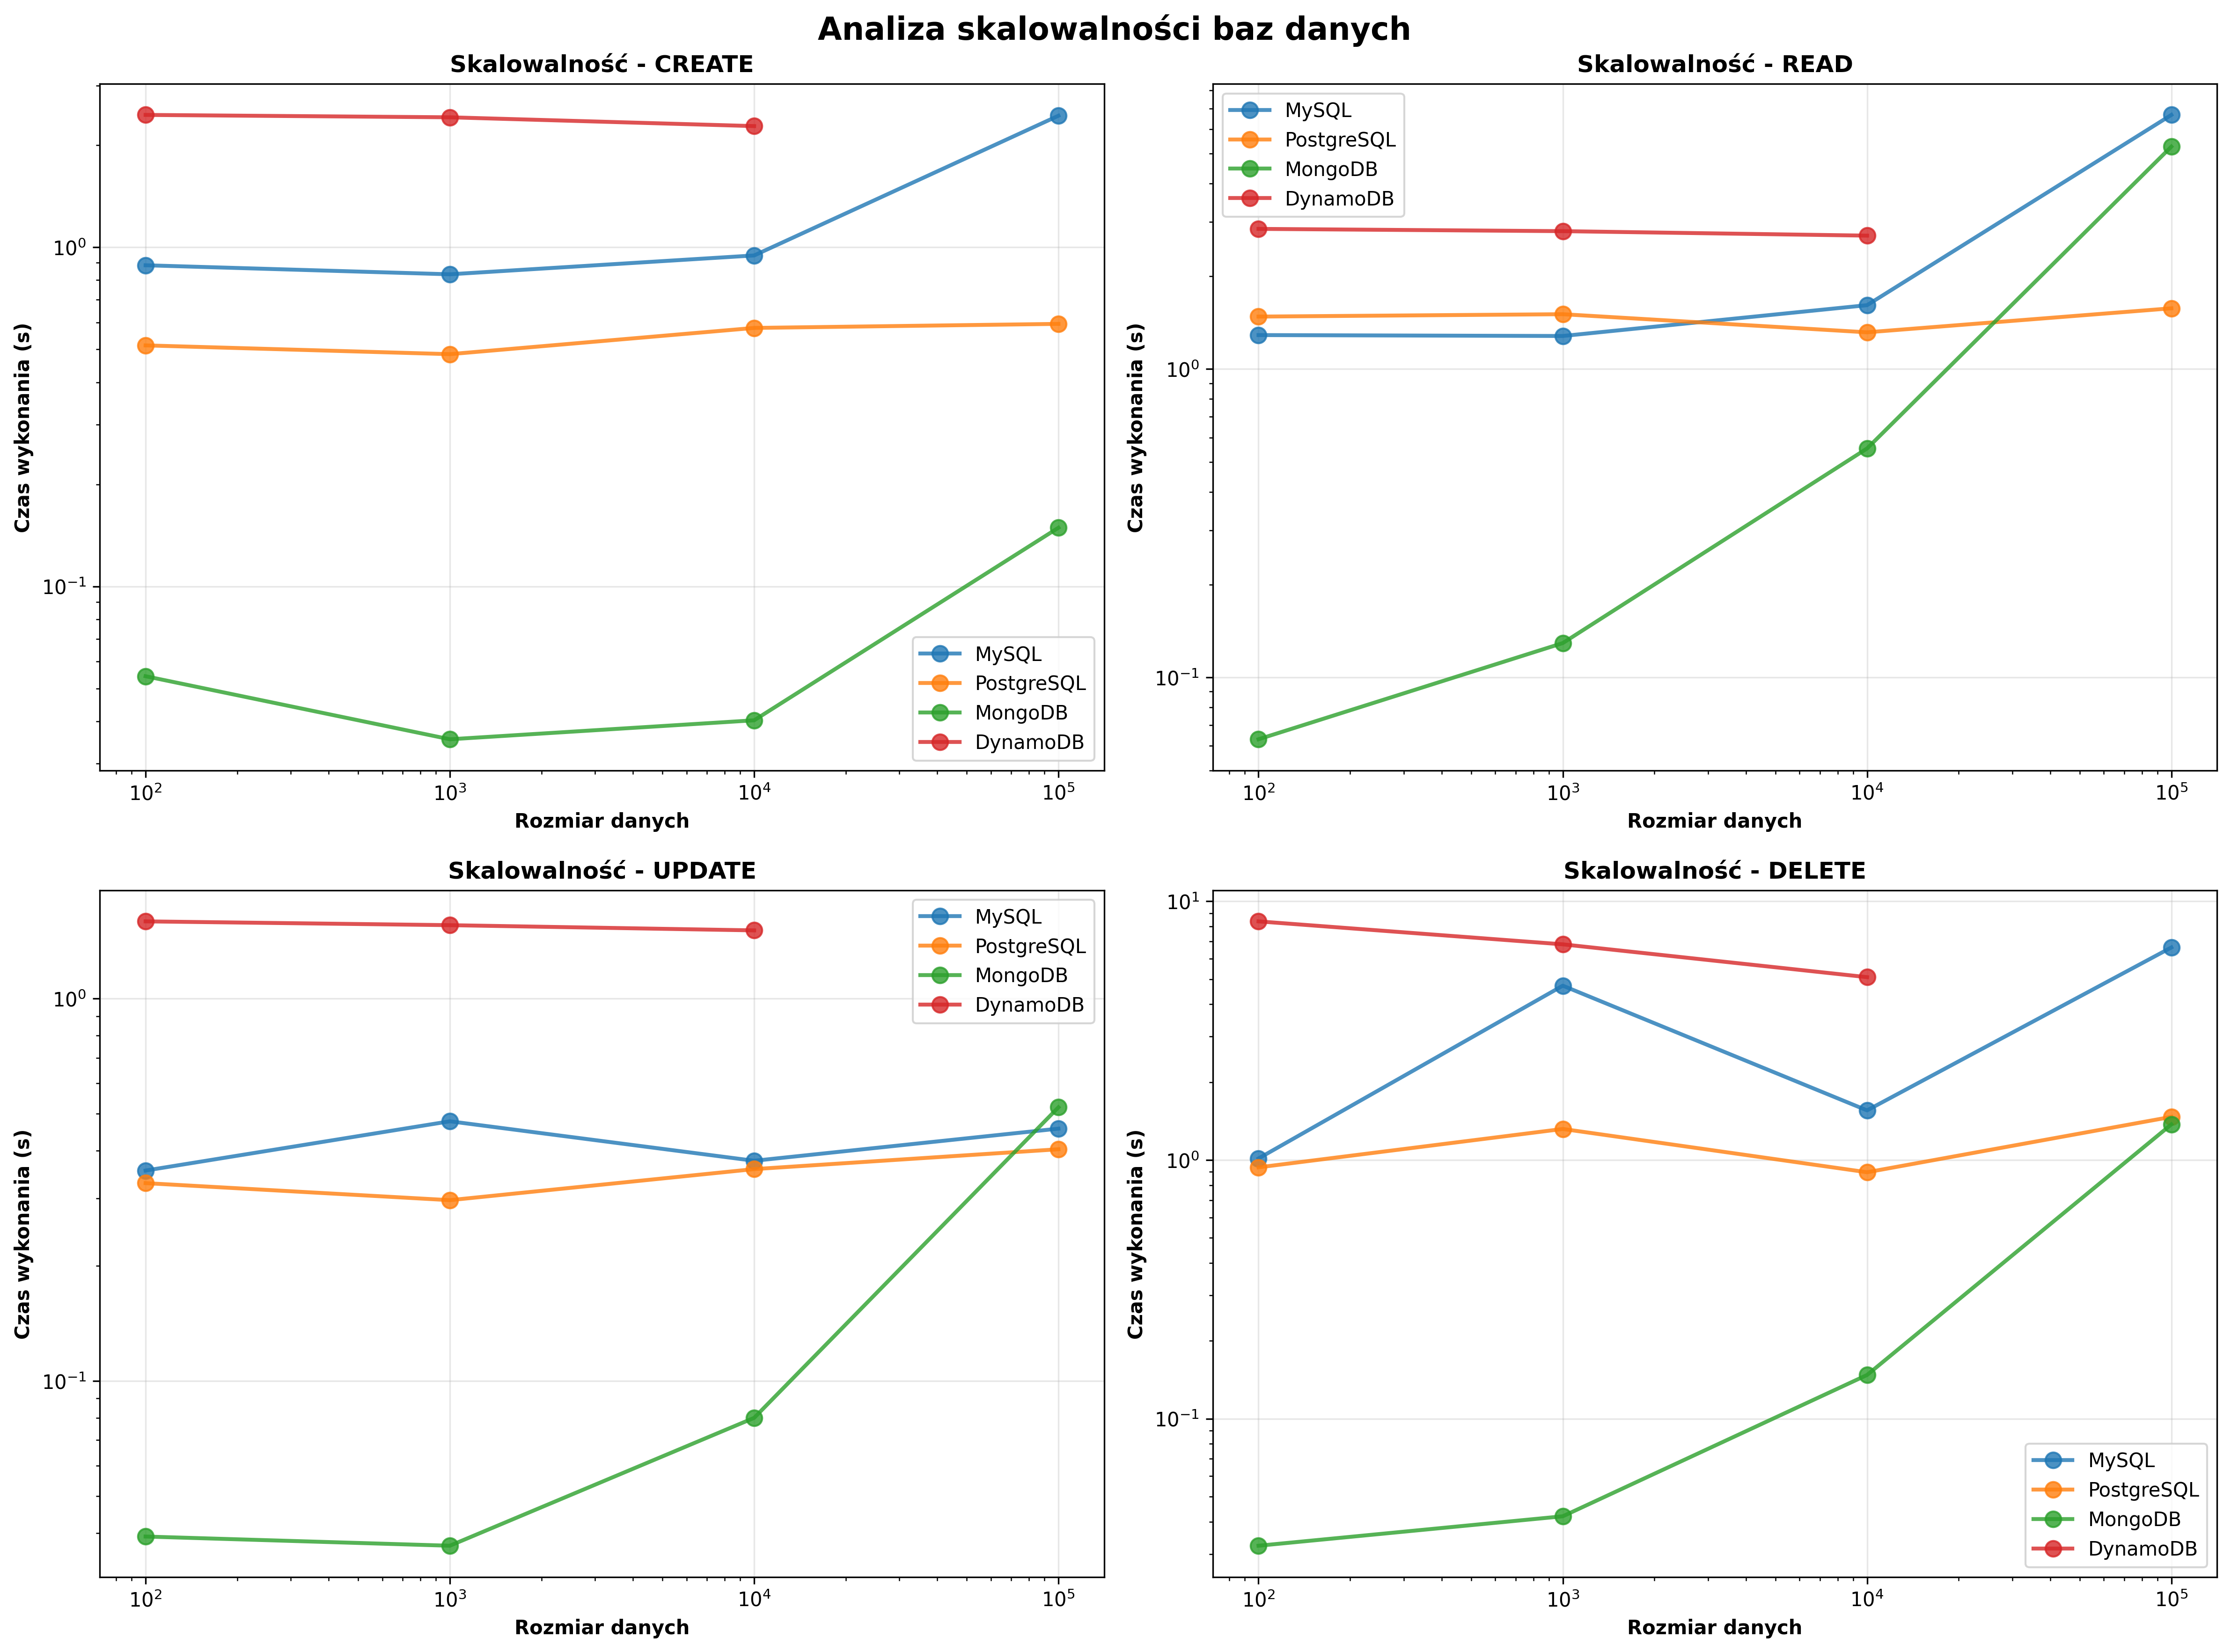 Analiza skalowalności baz danych
Skalowalność - CREATE
Czas wykonania (s)
10⁰
10⁻¹
MySQL
PostgreSQL
MongoDB
DynamoDB
10² 10³ 10⁴ 10⁵
Rozmiar danych
Skalowalność - READ
Czas wykonania (s)
MySQL
PostgreSQL
MongoDB
DynamoDB
10⁰
10⁻¹
10² 10³ 10⁴ 10⁵
Rozmiar danych
Skalowalność - UPDATE
Czas wykonania (s)
MySQL
PostgreSQL
MongoDB
DynamoDB
10⁰
10⁻¹
10² 10³ 10⁴ 10⁵
Rozmiar danych
Skalowalność - DELETE
Czas wykonania (s)
10¹
10⁰
10⁻¹
MySQL
PostgreSQL
MongoDB
DynamoDB
10² 10³ 10⁴ 10⁵
Rozmiar danych